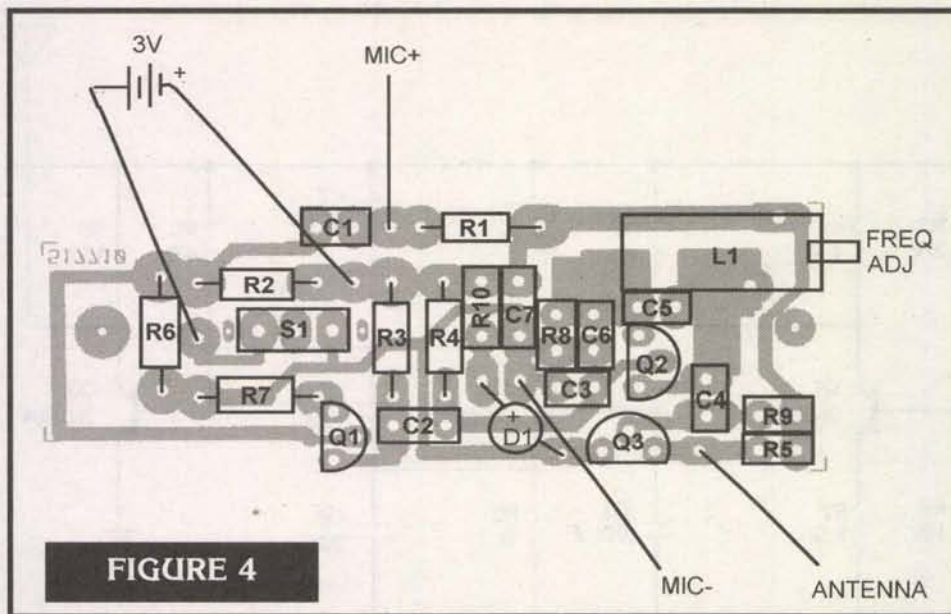 3V
+
MIC+
C1
R1
L1
FREQ
ADJ
R2
R10
C7
C5
R6
S1
R3
R4
R8
C6
Q2
R7
C3
C4
Q1
C2
+
D1
Q3
R9
R5
FIGURE 4
MIC-
ANTENNA